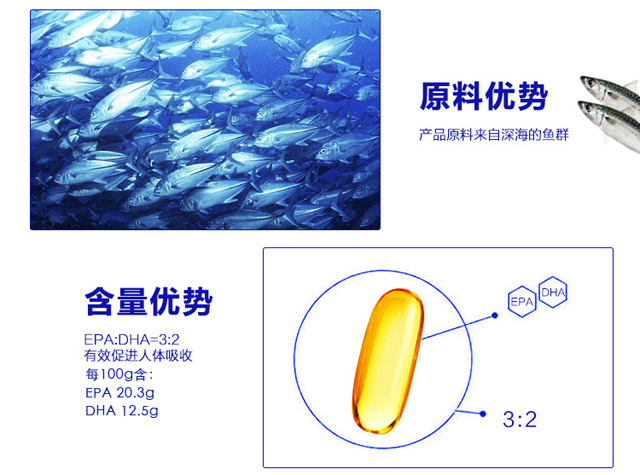 原料优势
产品原料来自深海的鱼群
含量优势
EPA:DHA=3:2
有效促进人体吸收
每100g含:
EPA 20.3g
DHA 12.5g
EPA
DHA
3:2